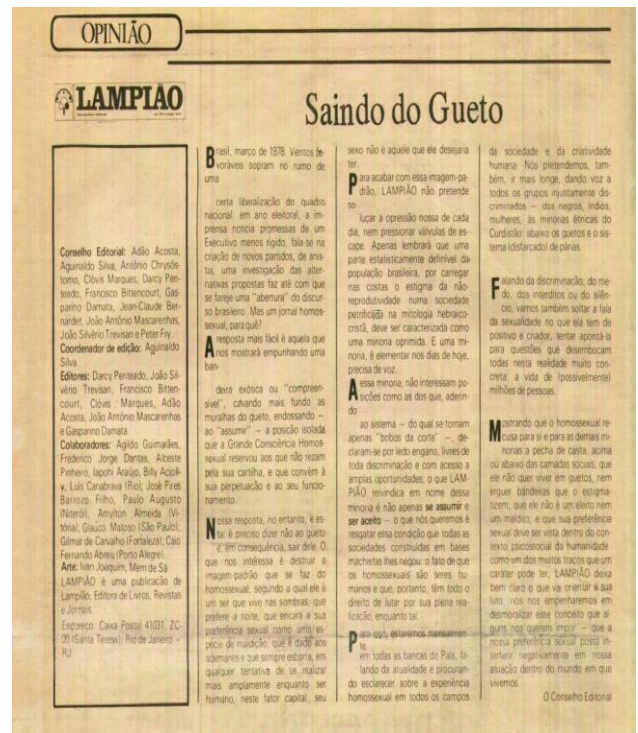 OPINIÃO
LAMPIÃO
Saindo do Gueto
Conselho Editorial: Adão Acosta,
Aguinaldo Silva, Antônio Chrysós-
tomo, Clóvis Marques, Darcy Pen-
teado, Francisco Bittencourt, Gas-
parino Damata, Jean-Claude Ber-
nardet, João Antônio Mascarenhas,
João Silvério Trevisan e Peter Fry.
Coordenador de edição: Aguinaldo
Silva
Editores: Darcy Penteado, João Sil-
vério Trevisan, Francisco Bitten-
court, Clóvis Marques, Adão
Acosta, João Antônio Mascarenhas
e Gasparino Damata.
Colaboradores: Agildo Guimarães,
Frederico Jorge Dantas, Alceste
Pinheiro, Iaponi Araújo, Billy Acioli-
y, Luis Canabrava (Rio); José Pires
Barrozo Filho, Paulo Augusto
(Niterói), Amylton Almeida (Vi-
tória); Glauco Matoso (São Paulo);
Gilmar de Carvalho (Fortaleza); Caio
Fernando Abreu (Porto Alegre).
Arte: Ivan Joaquim, Mem de Sá
LAMPIÃO é uma publicação de
Lampião, Editora de Livros, Revistas
e Jornais.
Endereço: Caixa Postal 41031, ZC-
(Santa Teresa), Rio de Janeiro –
RJ
Brasil, março de 1978. Ventos fa-
voráveis sopram no rumo de
uma
certa liberalização do quadro
nacional: em ano eleitoral, a im-
prensa noticia promessas de um
Executivo menos rígido, fala-se na
criação de novos partidos, de anis-
tia, uma investigação das alter-
nativas propostas faz até com que
se fareje uma "abertura" do discur-
so brasileiro. Mas um jornal homos-
sexual, para quê?
A resposta mais fácil é aquela que
nos mostrará empunhando uma
ban-
deira exótica ou "compreen-
sível", cavando mais fundo as
muralhas do gueto, endossando –
ao "assumir" – a posição isolada
que a Grande Consciência Homos-
sexual reservou aos que não rezam
pela sua cartilha, e que convém à
sua perpetuação e ao seu funcio-
namento.
Nossa resposta, no entanto, é es-
ta: é preciso dizer não ao gueto
e, em consequência, sair dele. O
que nos interessa é destruir a
imagem-padrão que se faz do
homossexual, segundo a qual ele é
um ser que vive nas sombras, que
prefere a noite, que encara a sua
preferência sexual como uma es-
pécie de maldição, que é dado aos
ademanes e que sempre esbarra, em
qualquer tentativa de se realizar
mais amplamente enquanto ser
humano, neste fator capital: seu
sexo não é aquele que ele desejaria
ter.
Para acabar com essa imagem-pa-
drão, LAMPIÃO não pretende
so-
luçar a opressão nossa de cada
dia, nem pressionar válvulas de es-
cape. Apenas lembrará que uma
parte estatisticamente definível da
população brasileira, por carregar
nas costas o estigma da não-
reprodutividade numa sociedade
petrificada na mitologia hebraico-
cristã, deve ser caracterizada como
uma minoria oprimida. E uma mi-
noria, é elementar nos dias de hoje,
precisa de voz.
A essa minoria, não interessam po-
sições como as dos que, aderin-
do
ao sistema – do qual se tornam
apenas "bobos da corte" –, de-
claram-se por ledo engano, livres de
toda discriminação e com acesso a
amplas oportunidades; o que LAM-
PIÃO reivindica em nome dessa
minoria é não apenas se assumir e
ser aceito – o que nós queremos é
resgatar essa condição que todas as
sociedades construídas em bases
machistas lhes negou: o fato de que
os homossexuais são seres hu-
manos e que, portanto, têm todo o
direito de lutar por sua plena rea-
lização, enquanto tal.
Para isso, estaremos mensalmen-
te
em todas as bancas do País, fa-
lando da atualidade e procuran-
do esclarecer sobre a experiência
homossexual em todos os campos
da sociedade e da criatividade
humana. Nós pretendemos, tam-
bém, ir mais longe, dando voz a
todos os grupos injustamente dis-
criminados – dos negros, índios,
mulheres, às minorias étnicas do
Curdistão: abaixo os guetos e o sis-
tema (disfarçado) de párias.
Falando da discriminação, do me-
do, dos interditos ou do silên-
cio, vamos também soltar a fala
da sexualidade no que ela tem de
positivo e criador, tentar apontá-la
para questões que desembocam
todas nesta realidade muito con-
creta: a vida de (possivelmente)
milhões de pessoas.
Mostrando que o homossexual re-
cusa para si e para as demais mi-
norias a pecha de casta, acima
ou abaixo das camadas sociais; que
ele não quer viver em guetos, nem
erguer bandeiras que o estigma-
tizem; que ele não é um eleito nem
um maldito; e que sua preferência
sexual deve ser vista dentro do con-
texto psicossocial da humanidade
como um dos muitos traços que um
caráter pode ter, LAMPIÃO deixa
bem claro o que vai orientar a sua
luta: nós nos empenharemos em
desmoralizar esse conceito que al-
guns nos querem impor – que a
nossa preferência sexual possa in-
terferir negativamente em nossa
atuação dentro do mundo em que
vivemos.
O Conselho Editorial